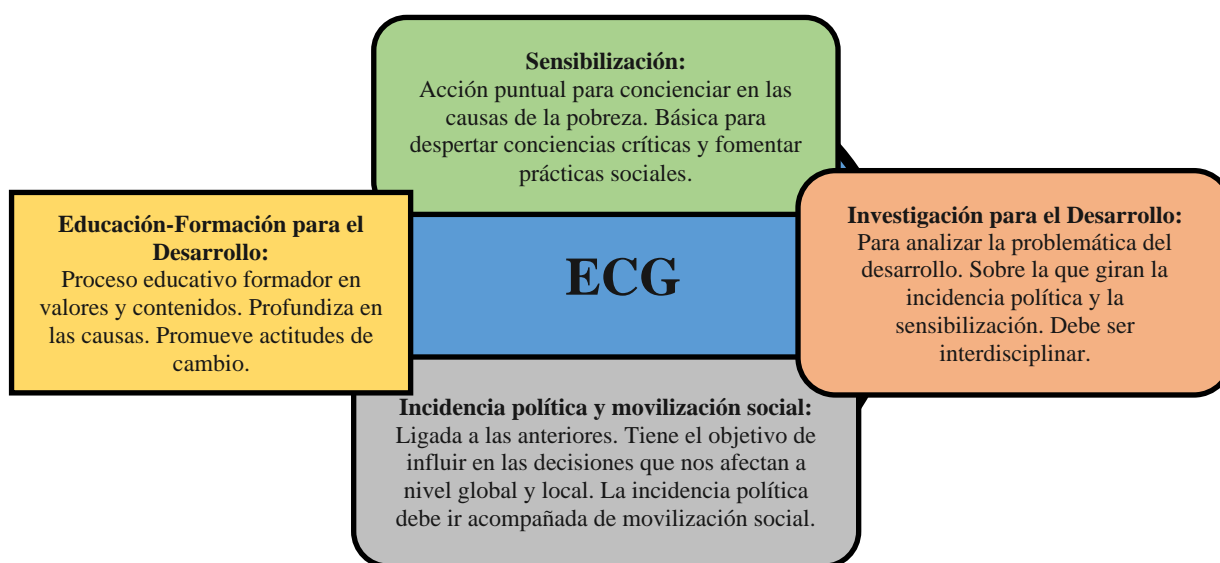 Sensibilización:
Acción puntual para concienciar en las
causas de la pobreza. Básica para
despertar conciencias críticas y fomentar
prácticas sociales.
Educación-Formación para el
Desarrollo:
Proceso educativo formador en
valores y contenidos. Profundiza en
las causas. Promueve actitudes de
cambio.
ECG
Investigación para el Desarrollo:
Para analizar la problemática del
desarrollo. Sobre la que giran la
incidencia política y la
sensibilización. Debe ser
interdisciplinar.
Incidencia política y movilización social:
Ligada a las anteriores. Tiene el objetivo de
influir en las decisiones que nos afectan a
nivel global y local. La incidencia política
debe ir acompañada de movilización social.